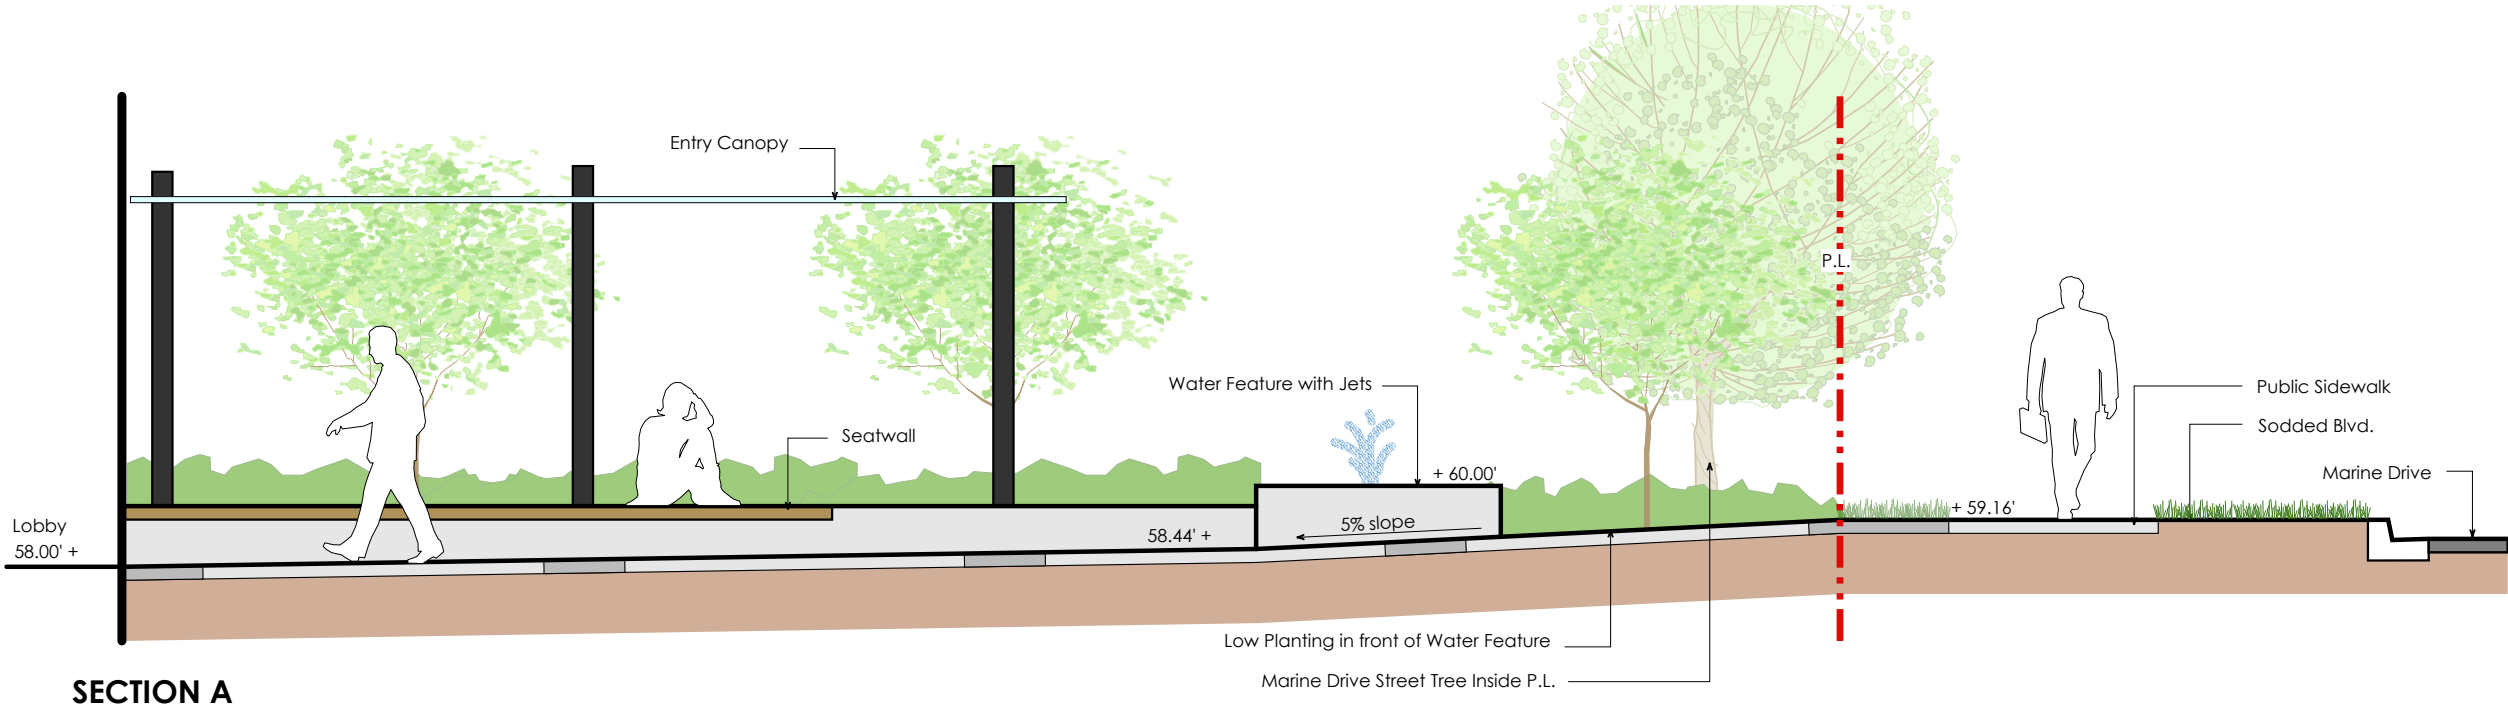 Entry Canopy
P.L.
Water Feature with Jets
Public Sidewalk
Seatwall
Sodded Blvd.
+ 60.00'
Marine Drive
+ 59.16'
Lobby
58.00' +
5% slope
58.44' +
Low Planting in front of Water Feature
Marine Drive Street Tree Inside P.L.
SECTION A